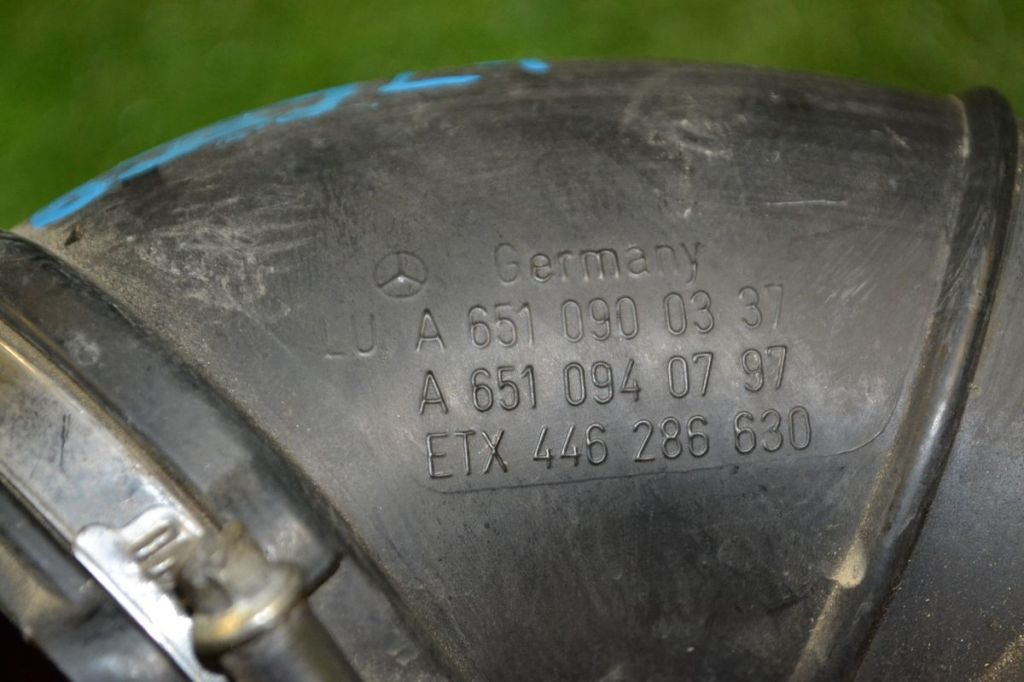 Germany
LU A 651 090 03 37
A 651 094 07 97
ETX 446 286 630